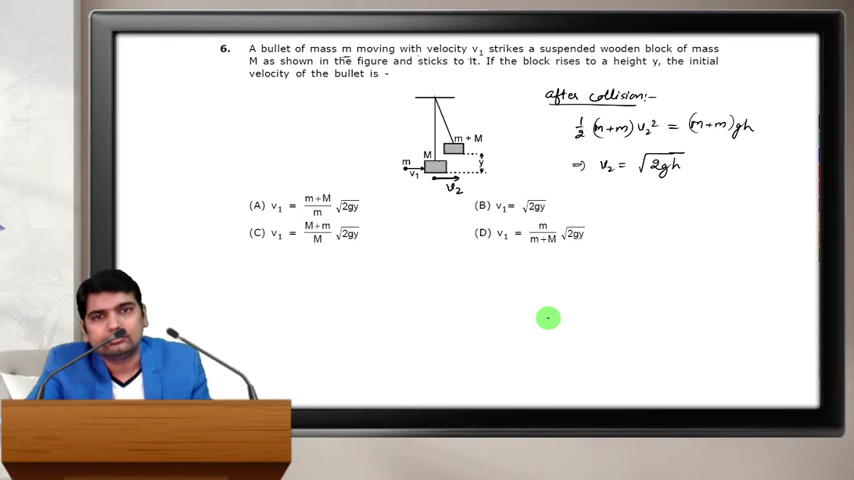 6. A bullet of mass m moving with velocity v₁ strikes a suspended wooden block of mass
M as shown in the figure and sticks to it. If the block rises to a height y, the initial
velocity of the bullet is -
m + M
M
m
v₁
y
v₂
(A) v₁ = m+M/m √2gy
(B) v₁= √2gy
(C) v₁ = M+m/M √2gy
(D) v₁ = m/m+M √2gy
after collision:-
½ (m+m) v₂² = (m+m)gh
⇒ v₂ = √2gh